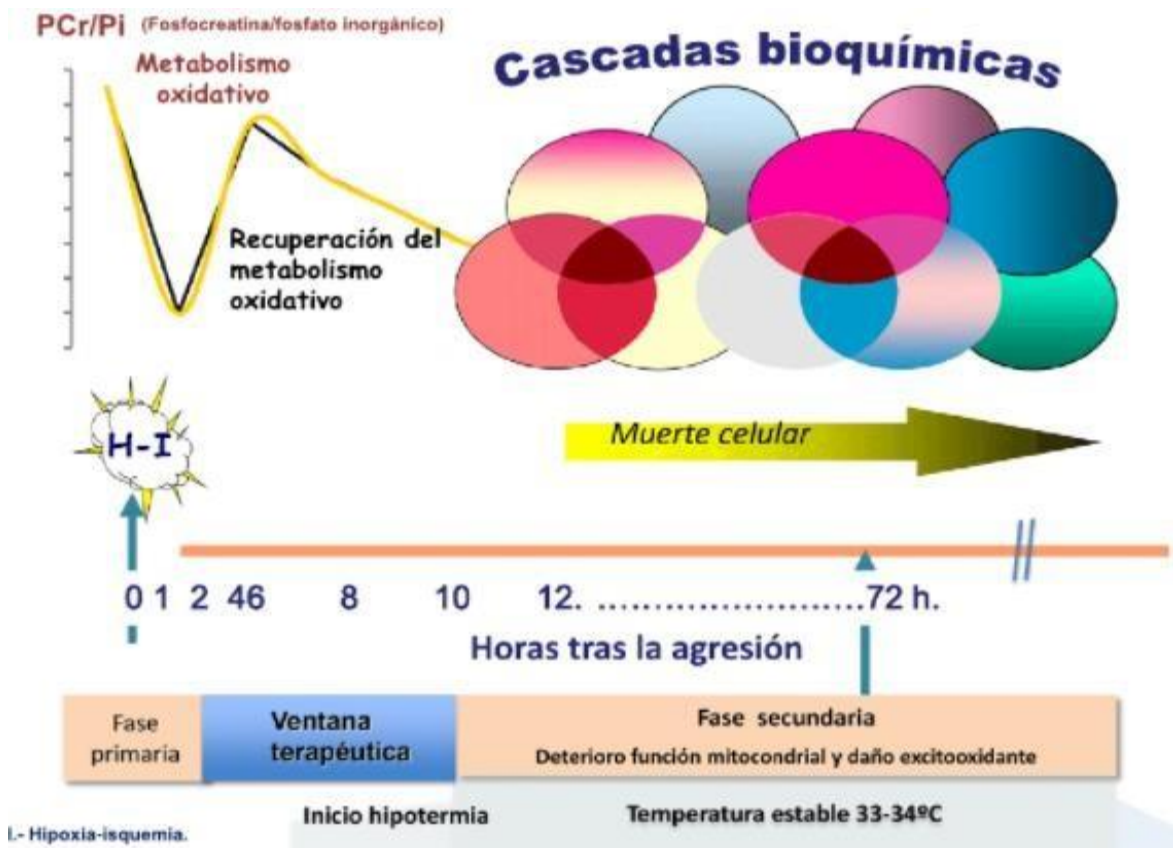 PCr/Pi (Fosfocreatina/fosfato inorgánico)
Metabolismo
oxidativo
Cascadas bioquímicas
Recuperación del
metabolismo
oxidativo
H-I
Muerte celular
0 1 2 46 8 10 12. ............................72 h.
Horas tras la agresión
Fase
primaria
Ventana
terapéutica
Fase secundaria
Deterioro función mitocondrial y daño excitooxidante
Inicio hipotermia
Temperatura estable 33-34ºC
I.- Hipoxia-isquemia.